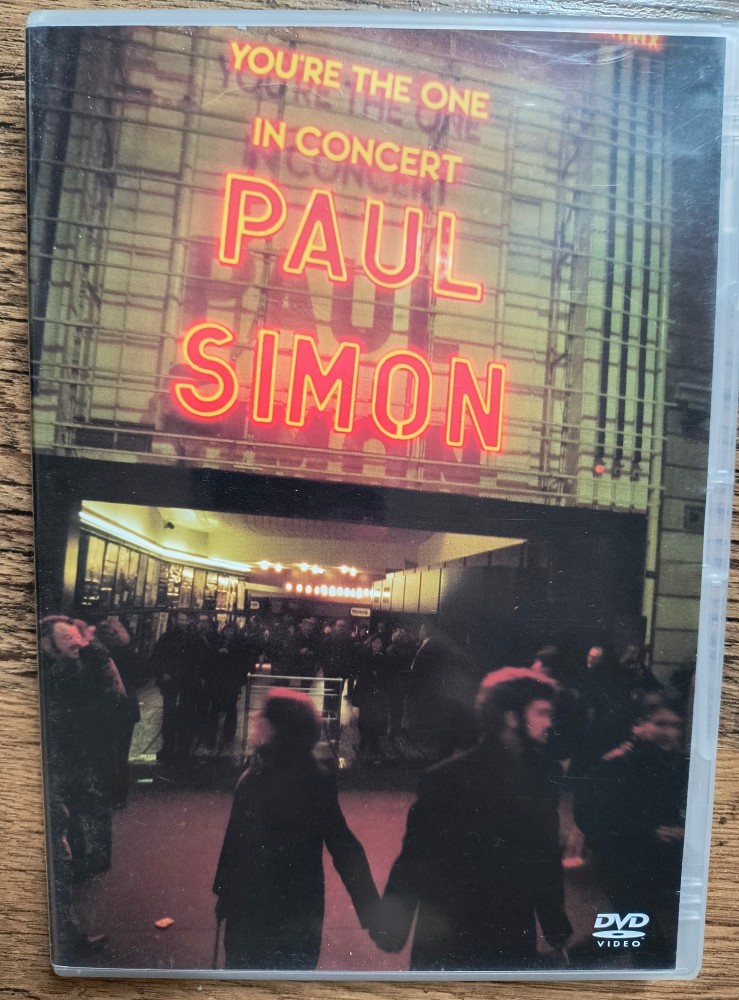 YOU'RE THE ONE
IN CONCERT
PAUL
SIMON
DVD
VIDEO